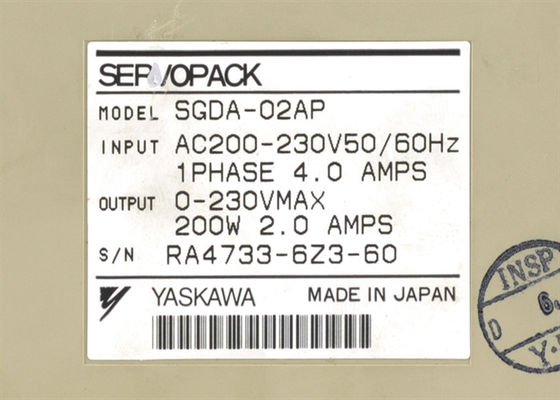 SERVOPACK
MODEL SGDA-02AP
INPUT AC200-230V50/60Hz
1PHASE 4.0 AMPS
OUTPUT 0-230VMAX
200W 2.0 AMPS
S/N RA4733-6Z3-60
YASKAWA MADE IN JAPAN
INSP
D 6.
Y.